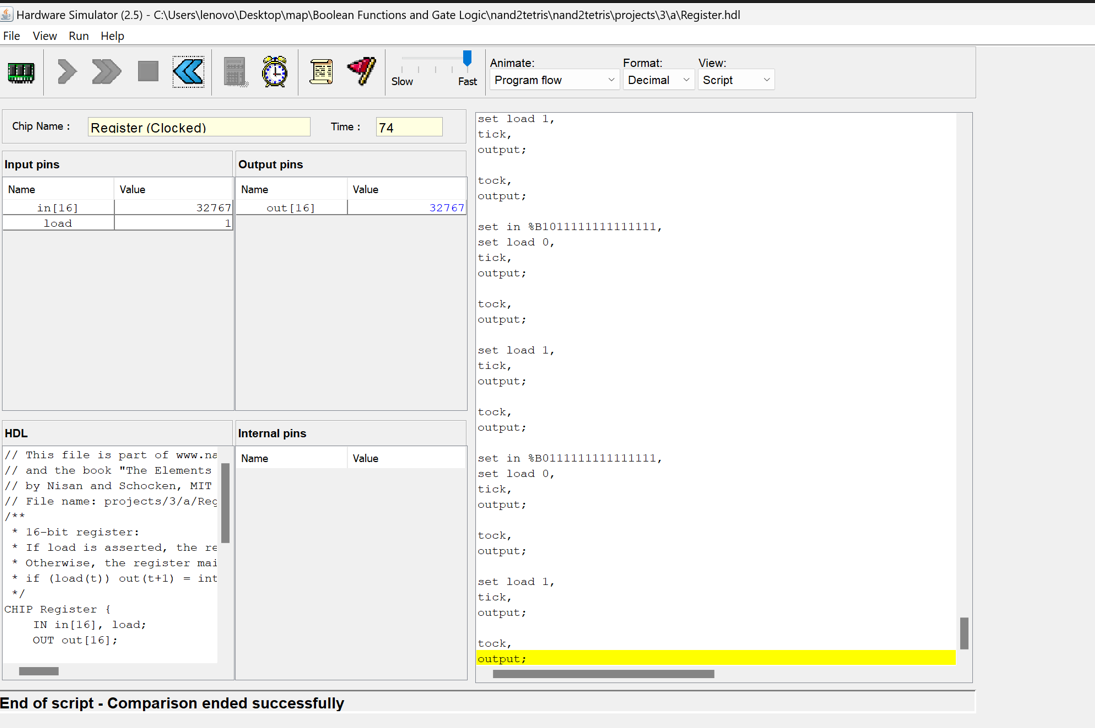 Hardware Simulator (2.5) - C:\Users\lenovo\Desktop\map\Boolean Functions and Gate Logic\nand2tetris\nand2tetris\projects\3\a\Register.hdl
File View Run Help
Slow Fast
Animate: Format: View:
Program flow Decimal Script
Chip Name : Register (Clocked) Time : 74
Input pins
Name Value
in[16] 32767
load 1
Output pins
Name Value
out[16] 32767
HDL
// This file is part of www.na
// and the book "The Elements
// by Nisan and Schocken, MIT
// File name: projects/3/a/Reg
/**
* 16-bit register:
* If load is asserted, the re
* Otherwise, the register mai
* if (load(t)) out(t+1) = int
*/
CHIP Register {
IN in[16], load;
OUT out[16];
Internal pins
Name Value
set load 1,
tick,
output;
tock,
output;
set in %B1011111111111111,
set load 0,
tick,
output;
tock,
output;
set load 1,
tick,
output;
tock,
output;
set in %B0111111111111111,
set load 0,
tick,
output;
tock,
output;
set load 1,
tick,
output;
tock,
output;
End of script - Comparison ended successfully